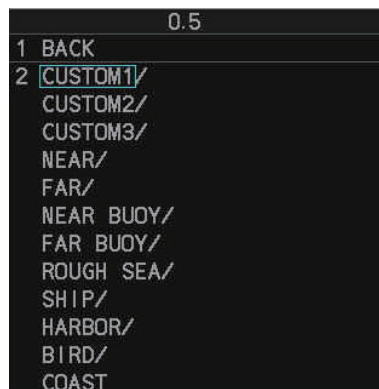 0.5
1 BACK
2 CUSTOM1/
CUSTOM2/
CUSTOM3/
NEAR/
FAR/
NEAR BUOY/
FAR BUOY/
ROUGH SEA/
SHIP/
HARBOR/
BIRD/
COAST